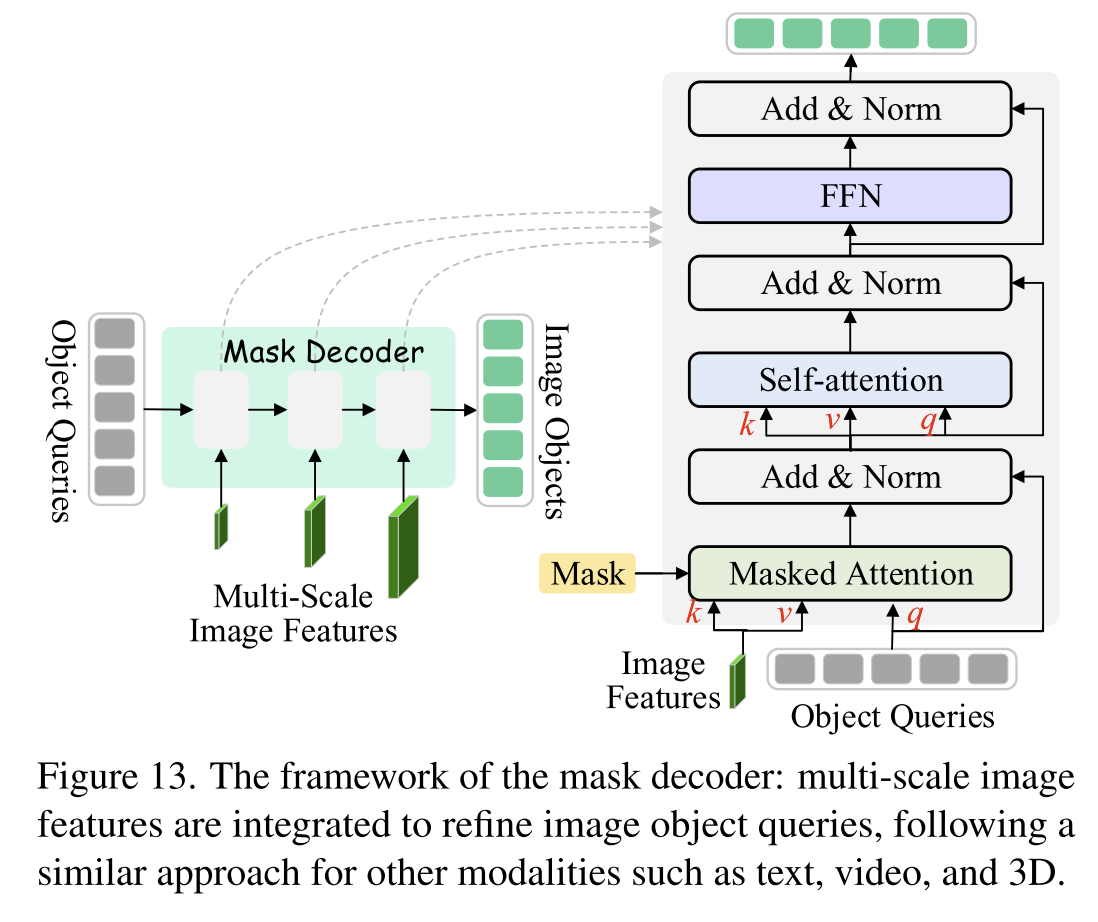 Add & Norm
FFN
Add & Norm
Self-attention
k
v
q
Add & Norm
Masked Attention
Mask
k
v
q
Image
Features
Object Queries
Object Queries
Mask Decoder
Image Objects
Multi-Scale
Image Features
Figure 13. The framework of the mask decoder: multi-scale image
features are integrated to refine image object queries, following a
similar approach for other modalities such as text, video, and 3D.